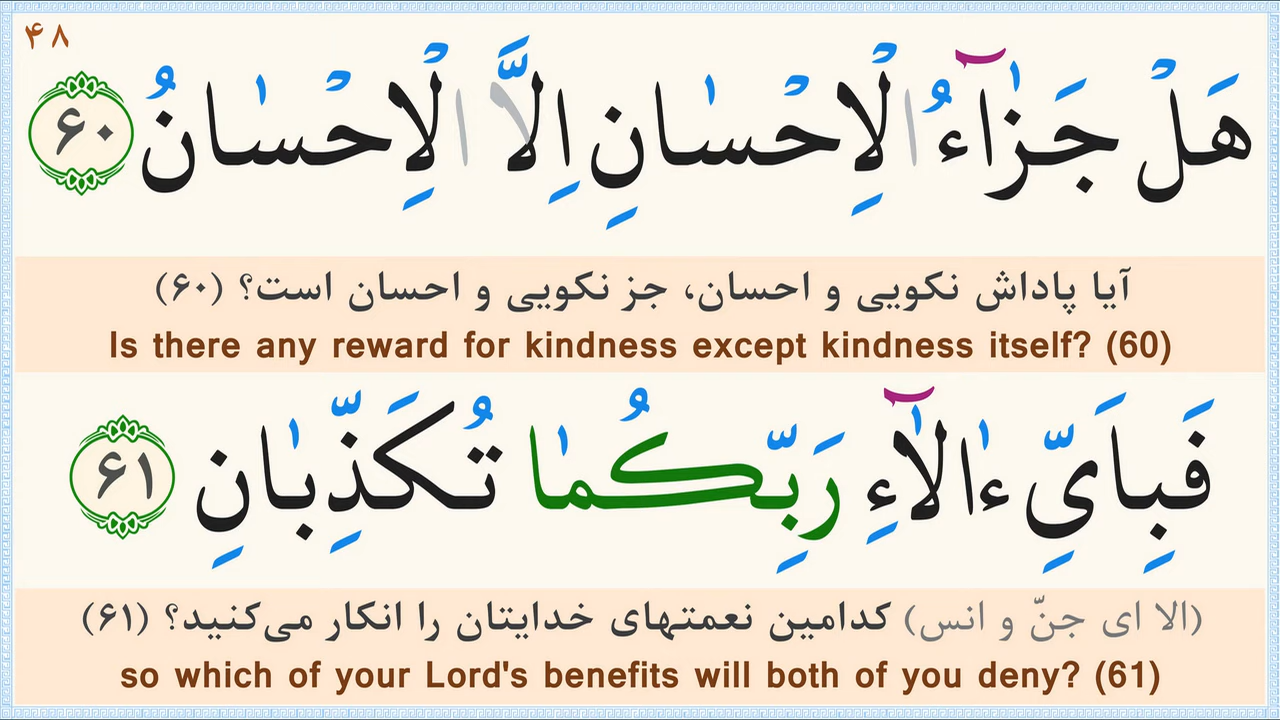 ۴۸
هَلْ جَزٰٓاءُ الْاِحْسٰانِ اِلَّا الْاِحْسٰانُ ۶۰
آیا پاداش نکویی و احسان، جز نکویی و احسان است؟ (۶۰)
Is there any reward for kindness except kindness itself? (60)
فَبِاَیِّ ءٰالٰٓاءِ رَبِّكُمٰا تُكَذِّبٰانِ ۶۱
(الا ای جنّ و انس) کدامین نعمتهای خدایتان را انکار می‌کنید؟ (۶۱)
so which of your Lord's benefits will both of you deny? (61)